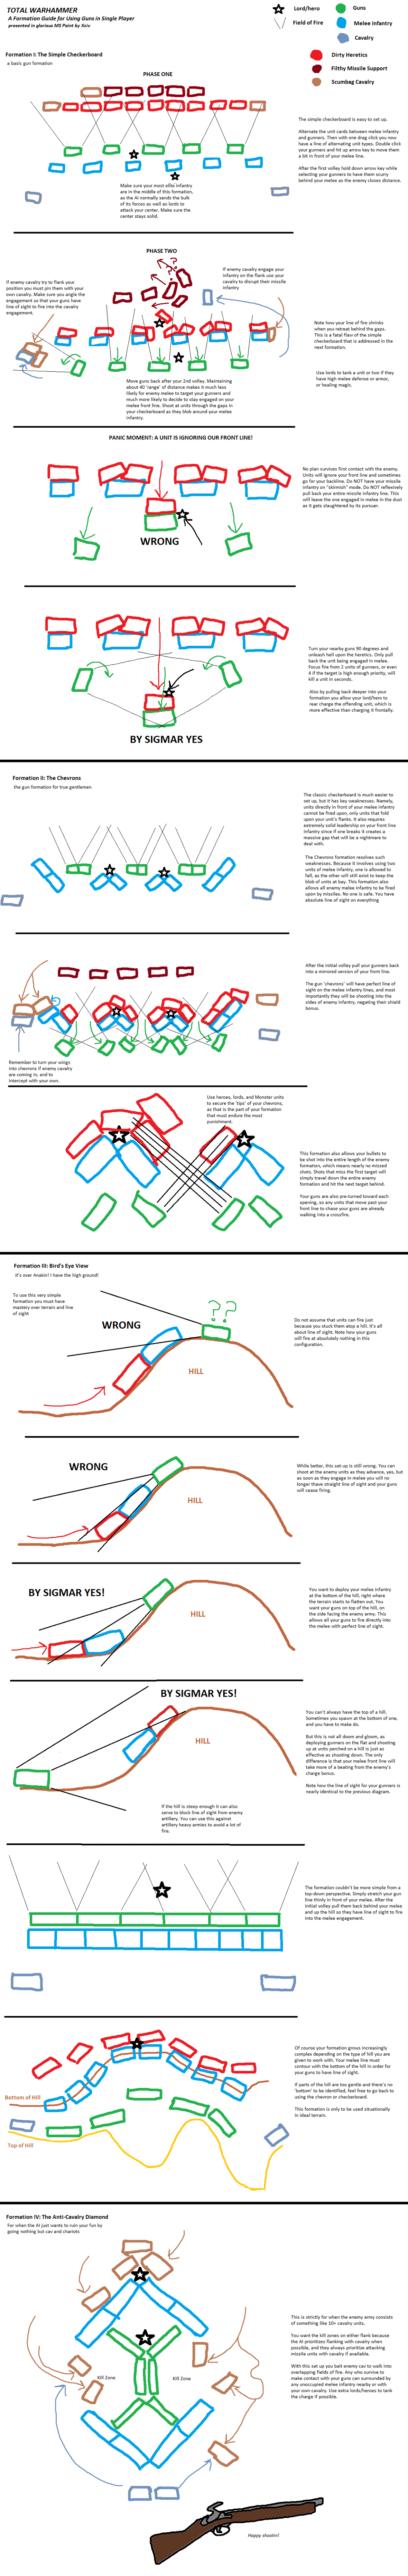 TOTAL WARHAMMER
A Formation Guide for Using Guns in Single Player
presented in glorious MS Paint by Xziv
Lord/hero
Field of Fire
Guns
Melee infantry
Cavalry
Dirty Heretics
Filthy Missile Support
Scumbag Cavalry
Formation I: The Simple Checkerboard
a basic gun formation
PHASE ONE
The simple checkerboard is easy to set up.
Alternate the unit cards between melee infantry
and gunners. Then with one drag click you now
have a line of alternating unit types. Double click
your gunners and hit up arrow key to move them
a bit in front of your melee line.
After the first volley hold down arrow key while
selecting your gunners to have them scurry
behind your melee as the enemy closes distance.
Make sure your most elite infantry
are in the middle of this formation,
as the AI normally sends the bulk
of its forces as well as lords to
attack your center. Make sure the
center stays solid.
PHASE TWO
If enemy cavalry try to flank your
position you must pin them with your
own cavalry. Make sure you angle the
engagement so that your guns have
line of sight to fire into the cavalry
engagement.
If enemy cavalry engage your
infantry on the flank use your
cavalry to disrupt their missile
infantry
Note how your line of fire shrinks
when you retreat behind the gaps.
This is a fatal flaw of the simple
checkerboard that is addressed in the
next formation.
Use lords to tank a unit or two if they
have high melee defense or armor,
or healing magic.
Move guns back after your 2nd volley. Maintaining
about 40 'range' of distance makes it much less
likely for enemy melee to target your gunners and
much more likely to decide to stay engaged on your
melee front line. Shoot at units through the gaps in
your checkerboard as they blob around your melee
infantry.
PANIC MOMENT: A UNIT IS IGNORING OUR FRONT LINE!
No plan survives first contact with the enemy.
Units will ignore your front line and sometimes
go for your backline. Do NOT have your missile
infantry on "skirmish" mode. Do NOT reflexively
pull back your entire missile infantry line. This
will leave the one engaged in melee in the dust
as it gets slaughtered by its pursuer.
WRONG
Turn your nearby guns 90 degrees and
unleash hell upon the heretics. Only pull
back the unit being engaged in melee.
Focus fire from 2 units of gunners, or even
4 if the target is high enough priority, will
kill a unit in seconds.
Also by pulling back deeper into your
formation you allow your lord/hero to
rear charge the offending unit, which is
more effective than charging it frontally.
BY SIGMAR YES
Formation II: The Chevrons
the gun formation for true gentlemen
The classic checkerboard is much easier to
set up, but it has key weaknesses. Namely,
units directly in front of your melee infantry
cannot be fired upon, only units that fold
upon your unit's flanks. It also requires
extremely solid leadership on your front line
infantry since if one breaks it creates a
massive gap that will be a nightmare to
deal with.
The Chevrons formation resolves such
weaknesses. Because it involves using two
units of melee infantry, one is allowed to
fall, as the other will still exist to keep the
blob of units at bay. This formation also
allows all enemy melee infantry to be fired
upon by missiles. No one is safe. You have
absolute line of sight on everything
After the initial volley pull your gunners back
into a mirrored version of your front line.
The gun 'chevrons' will have perfect line of
sight on the melee infantry lines, and most
importantly they will be shooting into the
sides of enemy infantry, negating their shield
bonus.
Remember to turn your wings
into chevrons if enemy cavalry
are coming in, and to
intercept with your own.
Use heroes, lords, and Monster units
to secure the 'tips' of your chevrons,
as that is the part of your formation
that must endure the most
punishment.
This formation also allows your bullets to
be shot into the entire length of the enemy
formation, which means nearly no missed
shots. Shots that miss the first target will
simply travel down the entire enemy
formation and hit the next target behind.
Your guns are also pre-turned toward each
opening, so any units that move past your
front line to chase your guns are already
walking into a crossfire.
Formation III: Bird's Eye View
It's over Anakin! I have the high ground!
To use this very simple
formation you must have
mastery over terrain and line
of sight
WRONG
??
HILL
Do not assume that units can fire just
because you stuck them atop a hill. It's all
about line of sight. Note how your guns
will fire at absolutely nothing in this
configuration.
WRONG
HILL
While better, this set-up is still wrong. You can
shoot at the enemy units as they advance, yes, but
as soon as they engage in melee you will no
longer thave straight line of sight and your guns
will cease firing.
BY SIGMAR YES!
HILL
You want to deploy your melee infantry
at the bottom of the hill, right where
the terrain starts to flatten out. You
want your guns on top of the hill, on
the side facing the enemy army. This
allows all your guns to fire directly into
the melee with perfect line of sight.
BY SIGMAR YES!
HILL
You can't always have the top of a hill.
Sometimes you spawn at the bottom of one,
and you have to make do.
But this is not all doom and gloom, as
deploying gunners on the flat and shooting
up at units perched on a hill is just as
effective as shooting down. The only
difference is that your melee front line will
take more of a beating from the enemy's
charge bonus.
Note how the line of sight for your gunners is
nearly identical to the previous diagram.
If the hill is steep enough it can also
serve to block line of sight from enemy
artillery. You can use this against
artillery heavy armies to avoid a lot of
fire.
The formation couldn't be more simple from a
top-down perspective. Simply stretch your gun
line thinly in front of your melee. After the
initial volley pull them back behind your melee
and up the hill so they have line of sight to fire
into the melee engagement.
Of course your formation grows increasingly
complex depending on the type of hill you are
given to work with. Your melee line must
contour with the bottom of the hill in order for
your guns to have line of sight.
If parts of the hill are too gentle and there's no
'bottom' to be identified, feel free to go back to
using the chevron or checkerboard.
This formation is only to be used situationally
in ideal terrain.
Bottom of Hill
Top of Hill
Formation IV: The Anti-Cavalry Diamond
For when the AI just wants to ruin your fun by
going nothing but cav and chariots
This is strictly for when the enemy army consists
of something like 10+ cavalry units.
You want the kill zones on either flank because
the AI prioritizes flanking with cavalry when
possible, and they always prioritize attacking
missile units with cavalry if available.
With this set up you bait enemy cav to walk into
overlapping fields of fire. Any who survive to
make contact with your guns can surrounded by
any unoccupied melee infantry nearby or with
your own cavalry. Use extra lords/heroes to tank
the charge if possible.
Kill Zone
Kill Zone
Happy shootin!